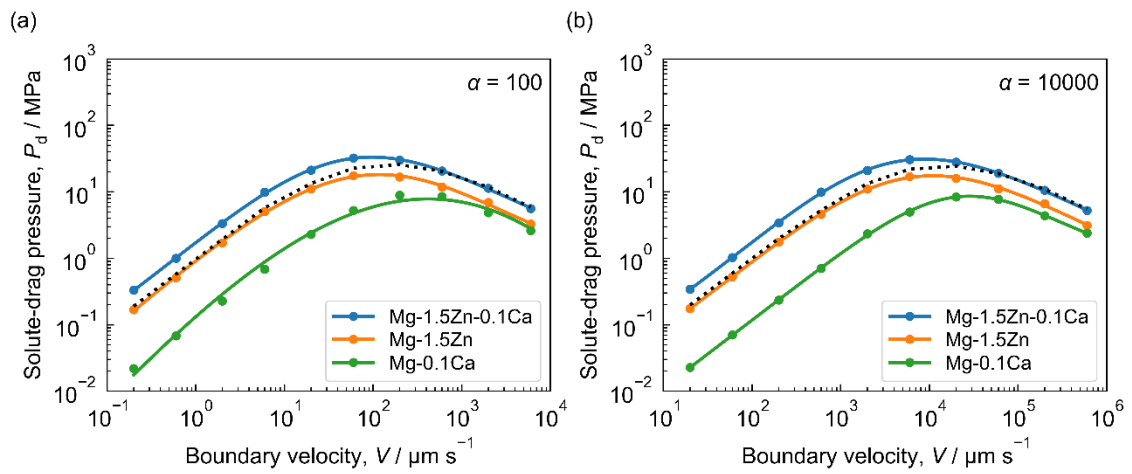 (a)
10³
10²
10¹
10⁰
10⁻¹
10⁻²
Solute-drag pressure, P_d / MPa
α = 100
Mg-1.5Zn-0.1Ca
Mg-1.5Zn
Mg-0.1Ca
10⁻¹ 10⁰ 10¹ 10² 10³ 10⁴
Boundary velocity, V / μm s⁻¹
(b)
10³
10²
10¹
10⁰
10⁻¹
10⁻²
Solute-drag pressure, P_d / MPa
α = 10000
Mg-1.5Zn-0.1Ca
Mg-1.5Zn
Mg-0.1Ca
10¹ 10² 10³ 10⁴ 10⁵ 10⁶
Boundary velocity, V / μm s⁻¹